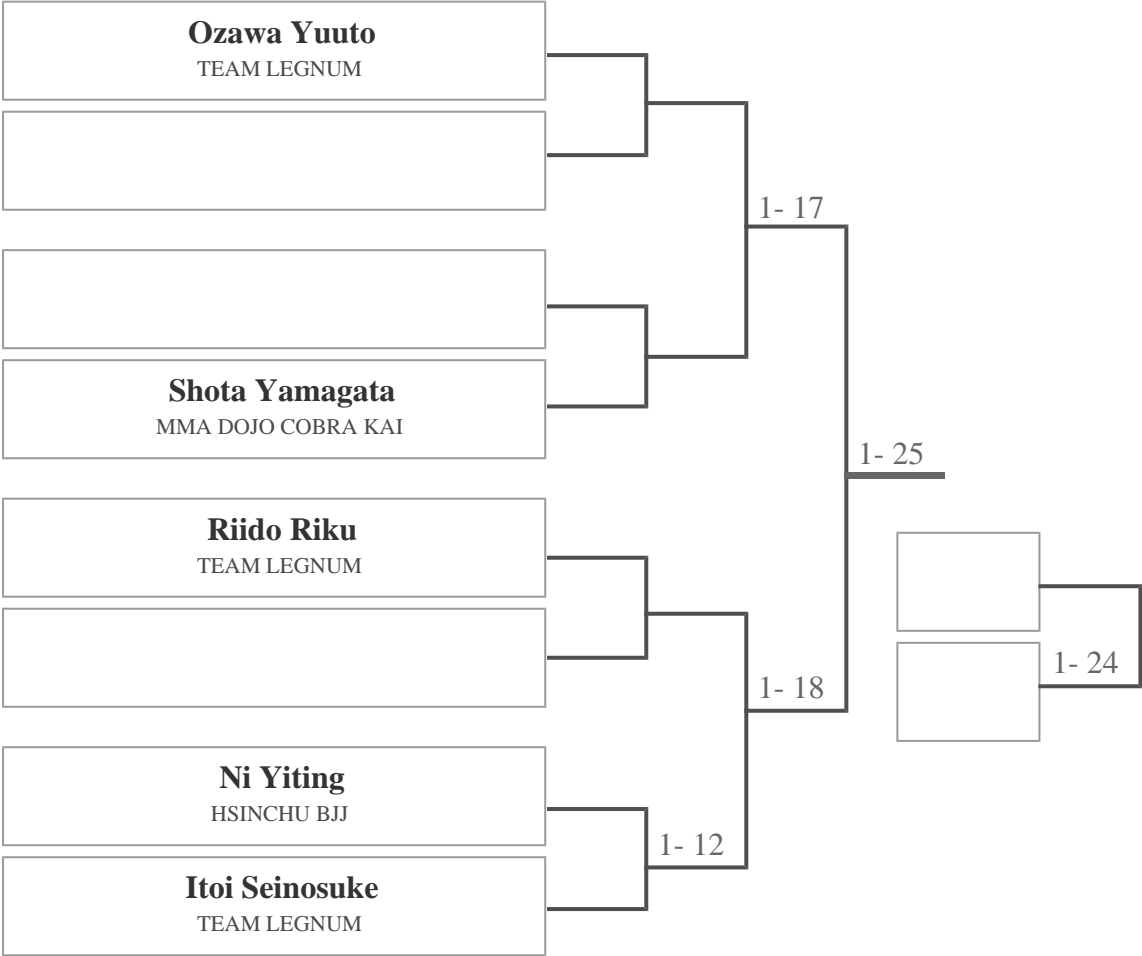 Ozawa Yuuto
TEAM LEGNUM
1- 17
Shota Yamagata
MMA DOJO COBRA KAI
1- 25
Riido Riku
TEAM LEGNUM
1- 24
1- 18
Ni Yiting
HSINCHU BJJ
1- 12
Itoi Seinosuke
TEAM LEGNUM